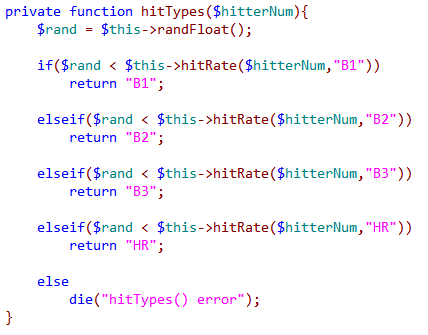 private function hitTypes($hitterNum){
    $rand = $this->randFloat();

    if($rand < $this->hitRate($hitterNum,"B1"))
        return "B1";

    elseif($rand < $this->hitRate($hitterNum,"B2"))
        return "B2";

    elseif($rand < $this->hitRate($hitterNum,"B3"))
        return "B3";

    elseif($rand < $this->hitRate($hitterNum,"HR"))
        return "HR";

    else
        die("hitTypes() error");
}